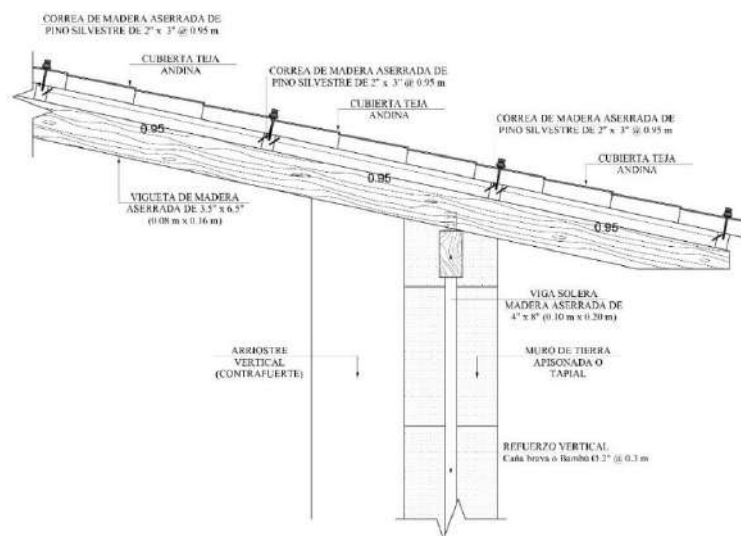 CORREA DE MADERA ASERRADA DE
PINO SILVESTRE DE 2" x 3" @ 0.95 m
CUBIERTA TEJA
ANDINA
CORREA DE MADERA ASERRADA DE
PINO SILVESTRE DE 2" x 3" @ 0.95 m
CUBIERTA TEJA
ANDINA
CORREA DE MADERA ASERRADA DE
PINO SILVESTRE DE 2" x 3" @ 0.95 m
CUBIERTA TEJA
ANDINA
0.95
0.95
0.95
VIGUETA DE MADERA
ASERRADA DE 3.5" x 6.5"
(0.08 m x 0.16 m)
VIGA SOLERA
MADERA ASERRADA DE
4" x 8" (0.10 m x 0.20 m)
ARRIOSTRE
VERTICAL
(CONTRAFUERTE)
MURO DE TIERRA
APISONADA O
TAPIAL
REFUERZO VERTICAL
Caña brava o Bambú Ø 2" @ 0.3 m